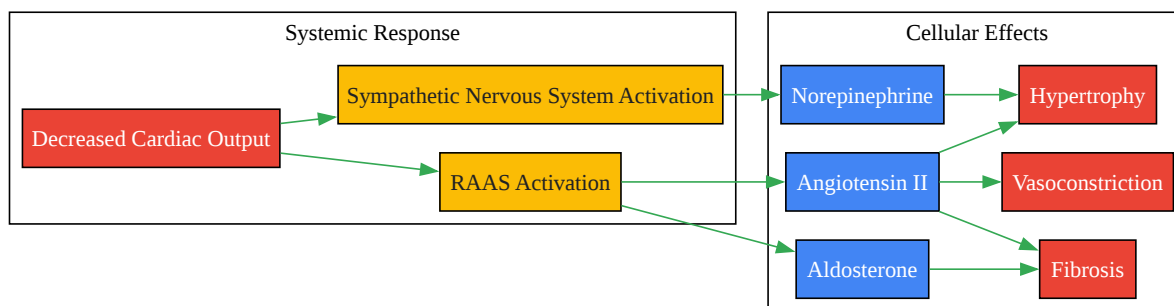 Systemic Response
Cellular Effects
Decreased Cardiac Output
Sympathetic Nervous System Activation
RAAS Activation
Norepinephrine
Angiotensin II
Aldosterone
Hypertrophy
Vasoconstriction
Fibrosis